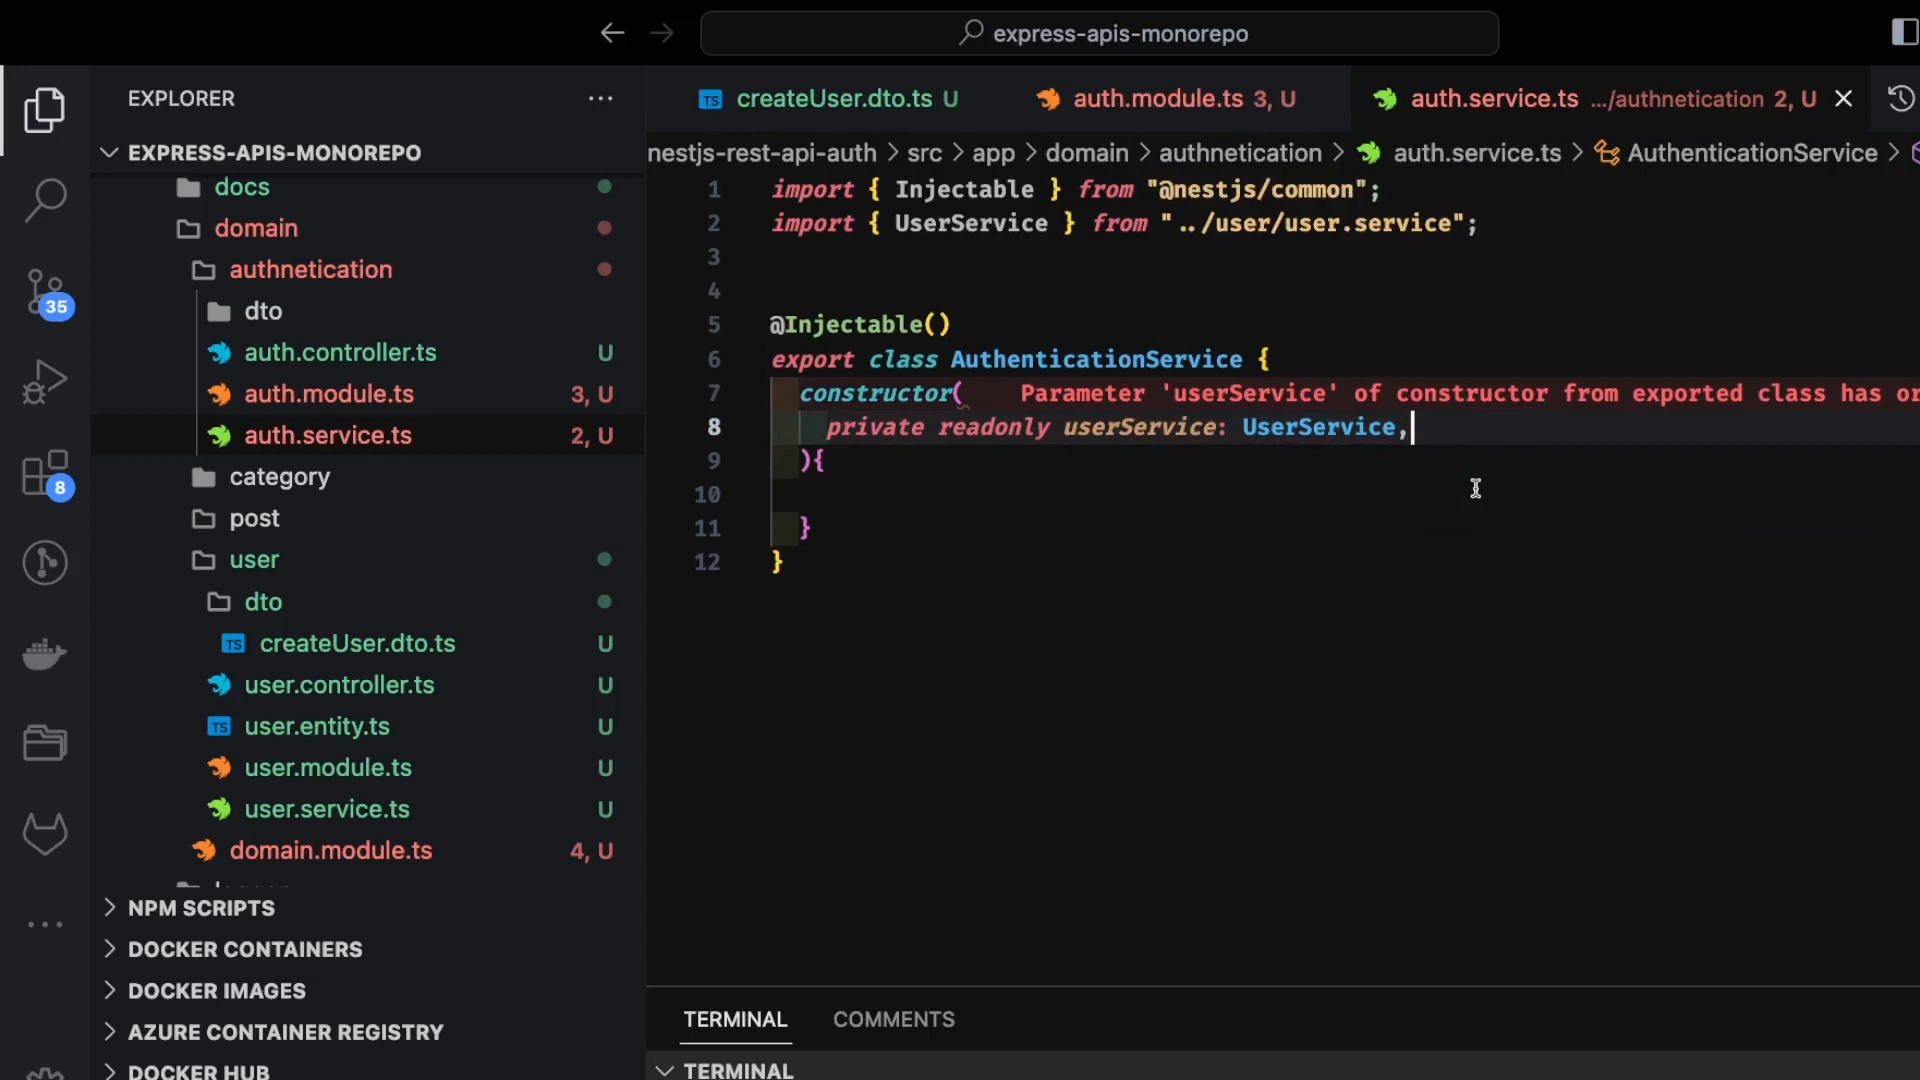 express-apis-monorepo
EXPLORER
EXPRESS-APIS-MONOREPO
docs
domain
authnetication
dto
auth.controller.ts U
auth.module.ts 3, U
auth.service.ts 2, U
category
post
user
dto
TS createUser.dto.ts U
user.controller.ts U
TS user.entity.ts U
user.module.ts U
user.service.ts U
domain.module.ts 4, U
NPM SCRIPTS
DOCKER CONTAINERS
DOCKER IMAGES
AZURE CONTAINER REGISTRY
DOCKER HUB
35
8
TS createUser.dto.ts U
auth.module.ts 3, U
auth.service.ts .../authnetication 2, U
nestjs-rest-api-auth > src > app > domain > authnetication > auth.service.ts > AuthenticationService >
1 import { Injectable } from "@nestjs/common";
2 import { UserService } from "../user/user.service";
3
4
5 @Injectable()
6 export class AuthenticationService {
7 constructor( Parameter 'userService' of constructor from exported class has or
8 private readonly userService: UserService,
9 ){
10
11 }
12 }
TERMINAL COMMENTS
TERMINAL